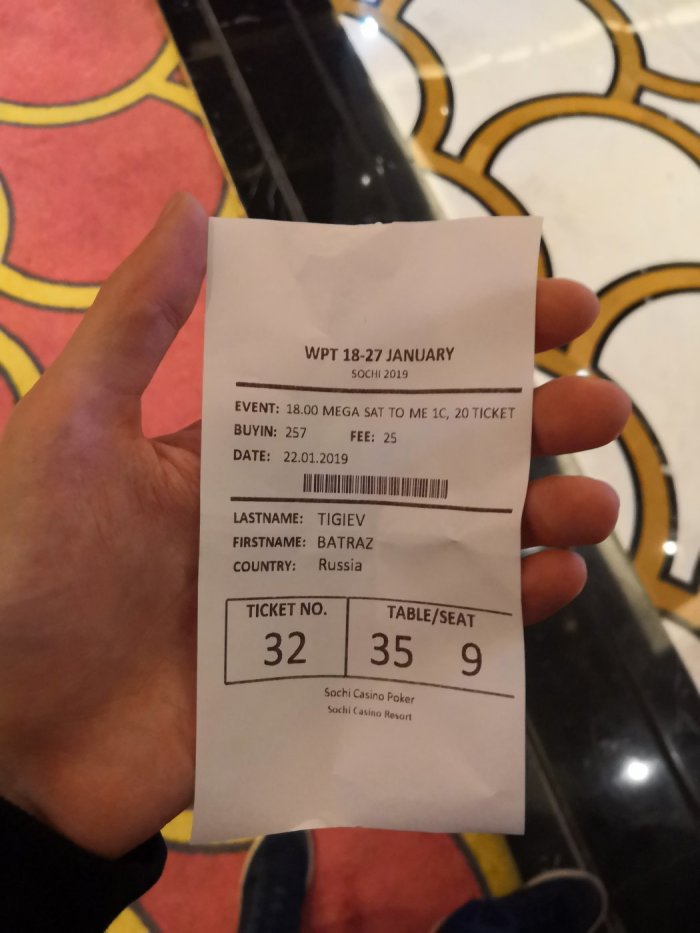 WPT 18-27 JANUARY
SOCHI 2019
EVENT: 18.00 MEGA SAT TO ME 1C, 20 TICKET
BUYIN: 257 FEE: 25
DATE: 22.01.2019
LASTNAME: TIGIEV
FIRSTNAME: BATRAZ
COUNTRY: Russia
TICKET NO. TABLE/SEAT
32 35 9
Sochi Casino Poker
Sochi Casino Resort